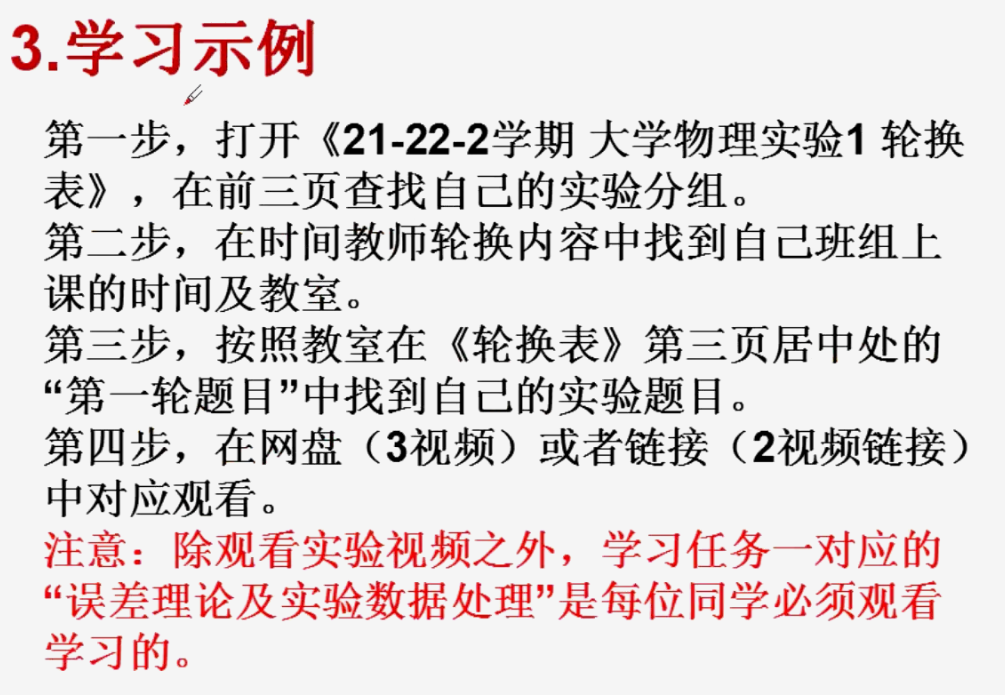 3.学习示例
第一步，打开《21-22-2学期 大学物理实验1 轮换
表》，在前三页查找自己的实验分组。
第二步，在时间教师轮换内容中找到自己班组上
课的时间及教室。
第三步，按照教室在《轮换表》第三页居中处的
“第一轮题目”中找到自己的实验题目。
第四步，在网盘（3视频）或者链接（2视频链接）
中对应观看。
注意：除观看实验视频之外，学习任务一对应的
“误差理论及实验数据处理”是每位同学必须观看
学习的。